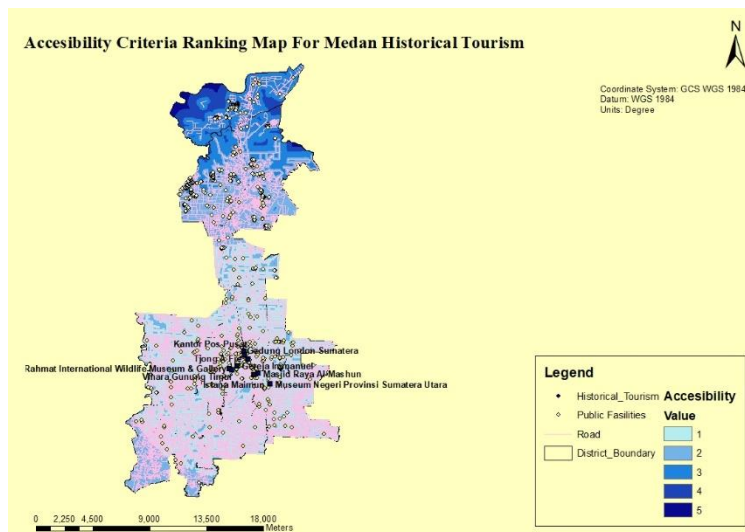 N
Accesibility Criteria Ranking Map For Medan Historical Tourism
Coordinate System: GCS WGS 1984
Datum: WGS 1984
Units: Degree
Kantor Pos Pusat
Gedung London Sumatera
Tjong A Fie
Gereja Immanuel
Rahmat International Wildlife Museum & Gallery
Masjid Raya Al-Mashun
Vihara Gunung Timur
Istana Maimun
Museum Negeri Provinsi Sumatera Utara
Legend
Historical_Tourism
Public Fasilities
Road
District_Boundary
Accesibility
Value
1
2
3
4
5
0 2,250 4,500 9,000 13,500 18,000
Meters